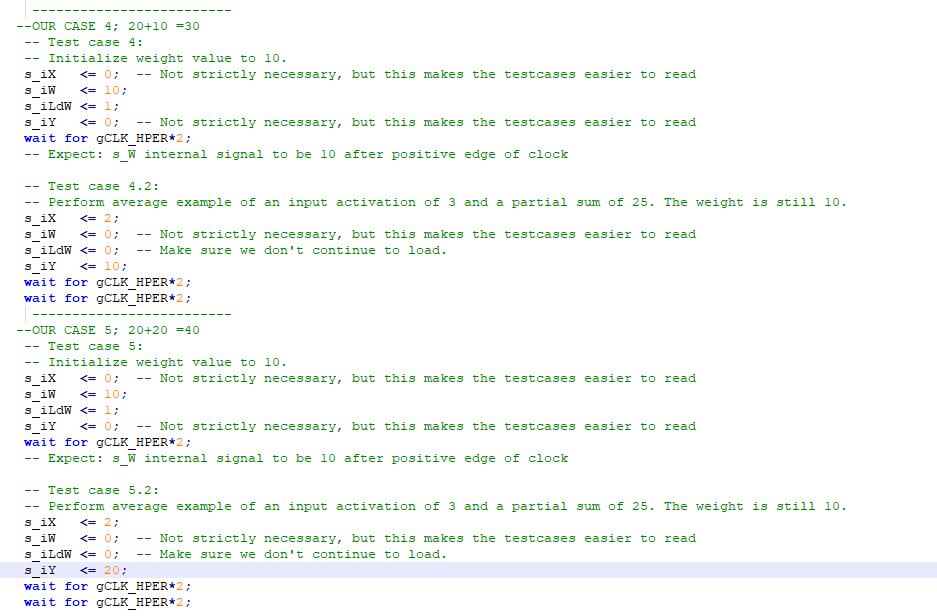 -------------------------
--OUR CASE 4; 20+10 =30
-- Test case 4:
-- Initialize weight value to 10.
s_iX   <= 0;  -- Not strictly necessary, but this makes the testcases easier to read
s_iW   <= 10;
s_iLdW <= 1;
s_iY   <= 0;  -- Not strictly necessary, but this makes the testcases easier to read
wait for gCLK_HPER*2;
-- Expect: s_W internal signal to be 10 after positive edge of clock
-- Test case 4.2:
-- Perform average example of an input activation of 3 and a partial sum of 25. The weight is still 10.
s_iX   <= 2;
s_iW   <= 0;  -- Not strictly necessary, but this makes the testcases easier to read
s_iLdW <= 0;  -- Make sure we don't continue to load.
s_iY   <= 10;
wait for gCLK_HPER*2;
wait for gCLK_HPER*2;
-------------------------
--OUR CASE 5; 20+20 =40
-- Test case 5:
-- Initialize weight value to 10.
s_iX   <= 0;  -- Not strictly necessary, but this makes the testcases easier to read
s_iW   <= 10;
s_iLdW <= 1;
s_iY   <= 0;  -- Not strictly necessary, but this makes the testcases easier to read
wait for gCLK_HPER*2;
-- Expect: s_W internal signal to be 10 after positive edge of clock
-- Test case 5.2:
-- Perform average example of an input activation of 3 and a partial sum of 25. The weight is still 10.
s_iX   <= 2;
s_iW   <= 0;  -- Not strictly necessary, but this makes the testcases easier to read
s_iLdW <= 0;  -- Make sure we don't continue to load.
s_iY   <= 20;
wait for gCLK_HPER*2;
wait for gCLK_HPER*2;